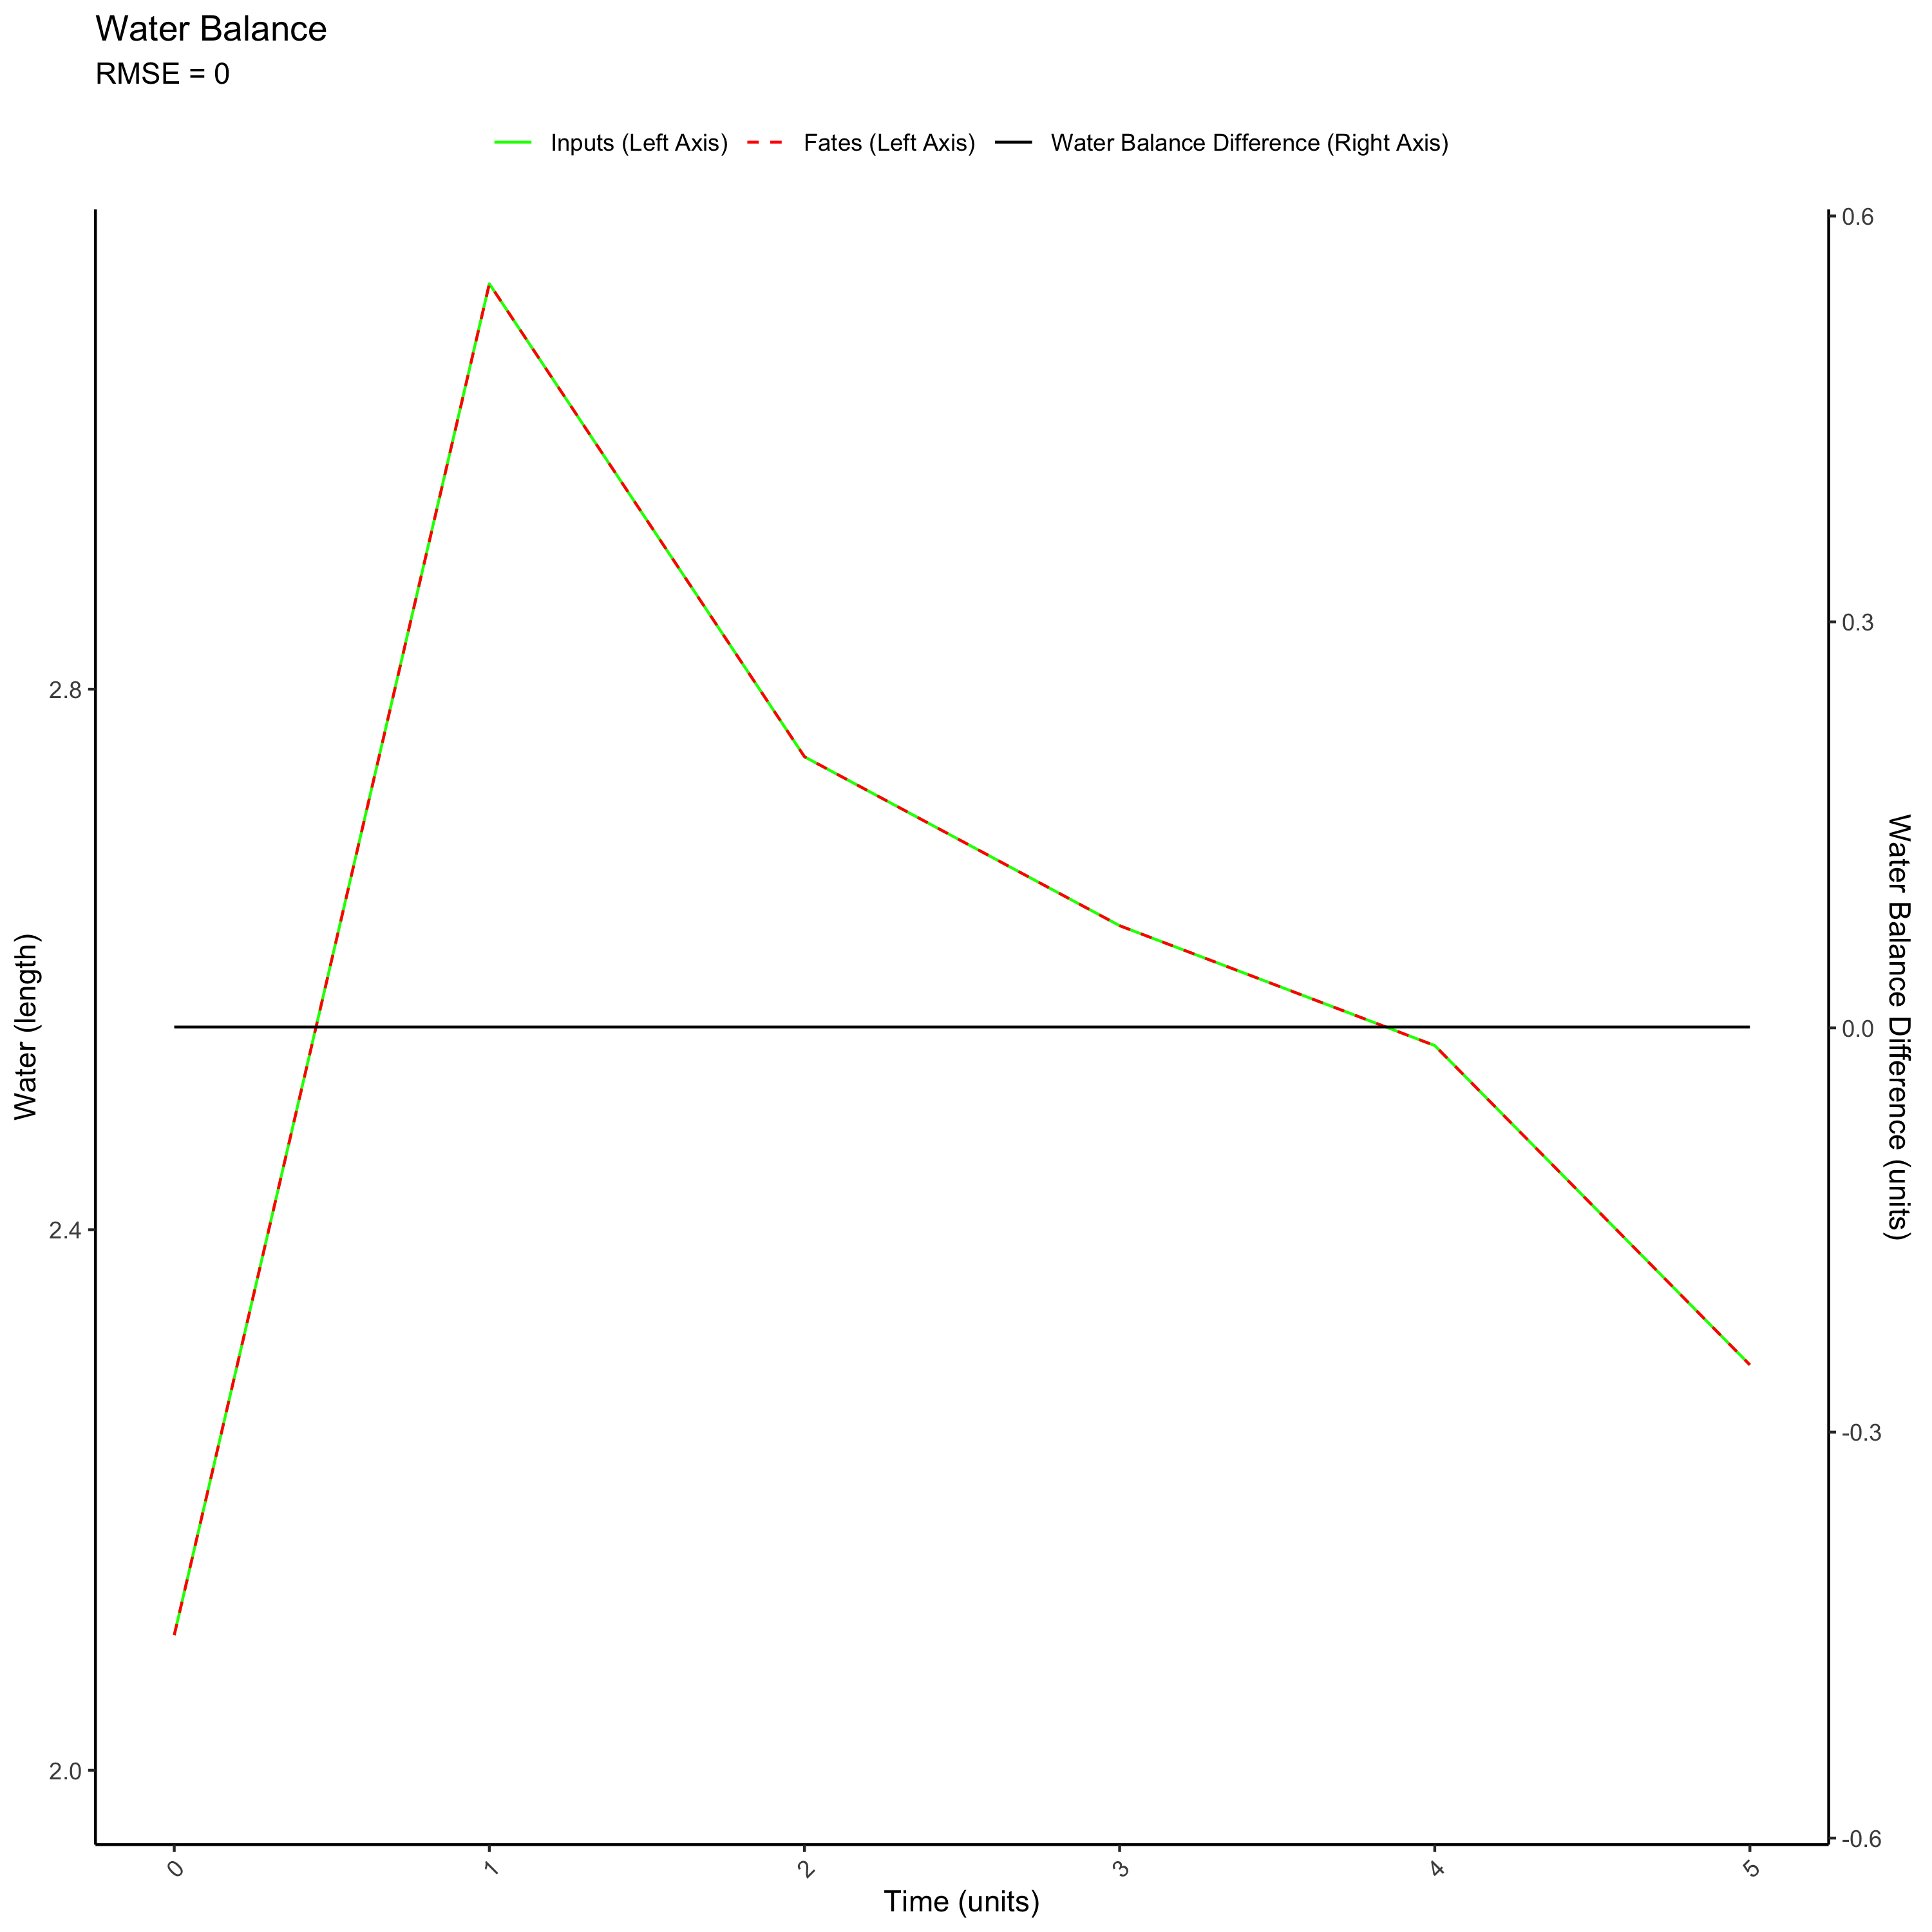 Water Balance
RMSE = 0
Inputs (Left Axis) Fates (Left Axis) Water Balance Difference (Right Axis)
Water (length)
2.8
2.4
2.0
0.6
0.3
0.0
-0.3
-0.6
Water Balance Difference (units)
0 1 2 3 4 5
Time (units)